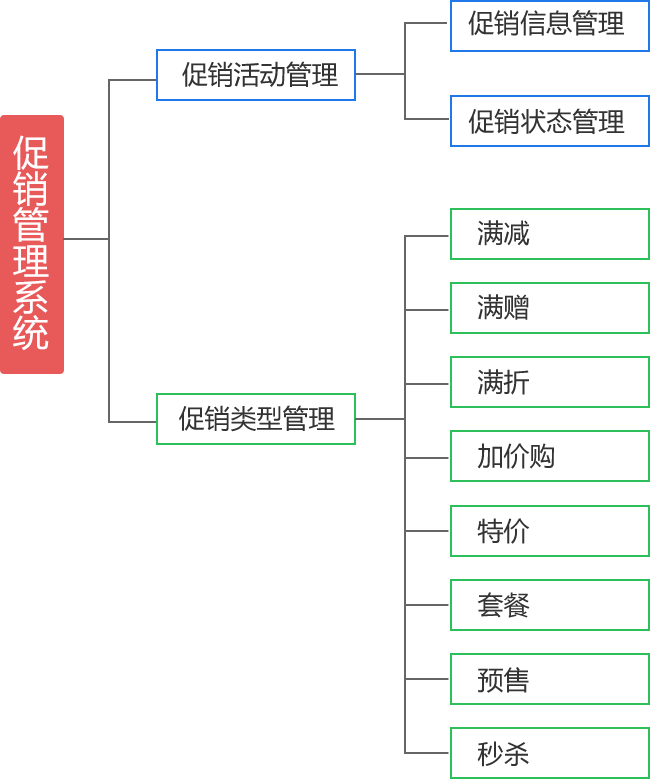 促销管理系统
促销活动管理
促销信息管理
促销状态管理
促销类型管理
满减
满赠
满折
加价购
特价
套餐
预售
秒杀